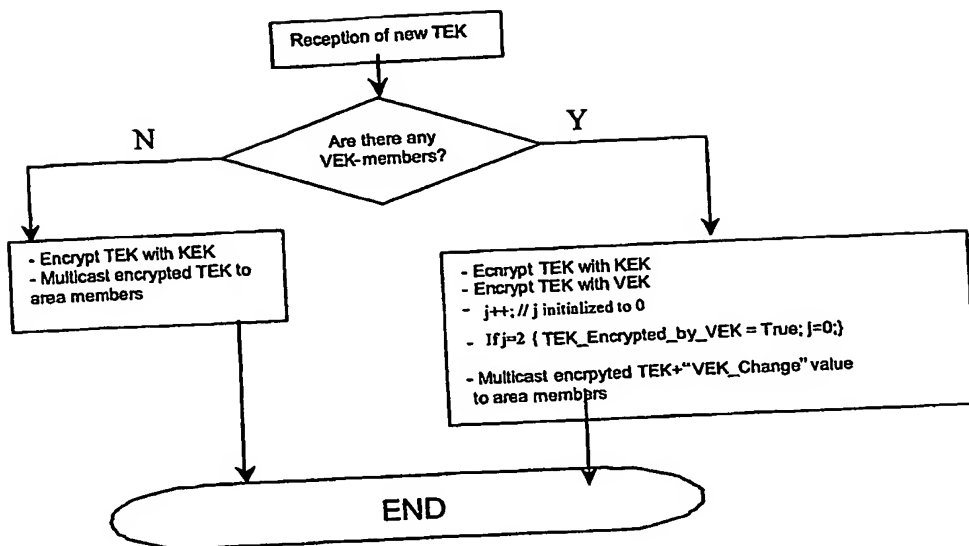 Reception of new TEK
N
Are there any
VEK-members?
Y
- Encrypt TEK with KEK
- Multicast encrypted TEK to
area members
- Ecnrypt TEK with KEK
- Encrypt TEK with VEK
- j++; // j initialized to 0
- If j=2 { TEK_Encrypted_by_VEK = True; j=0;}
- Multicast encrpyted TEK+"VEK_Change" value
to area members
END